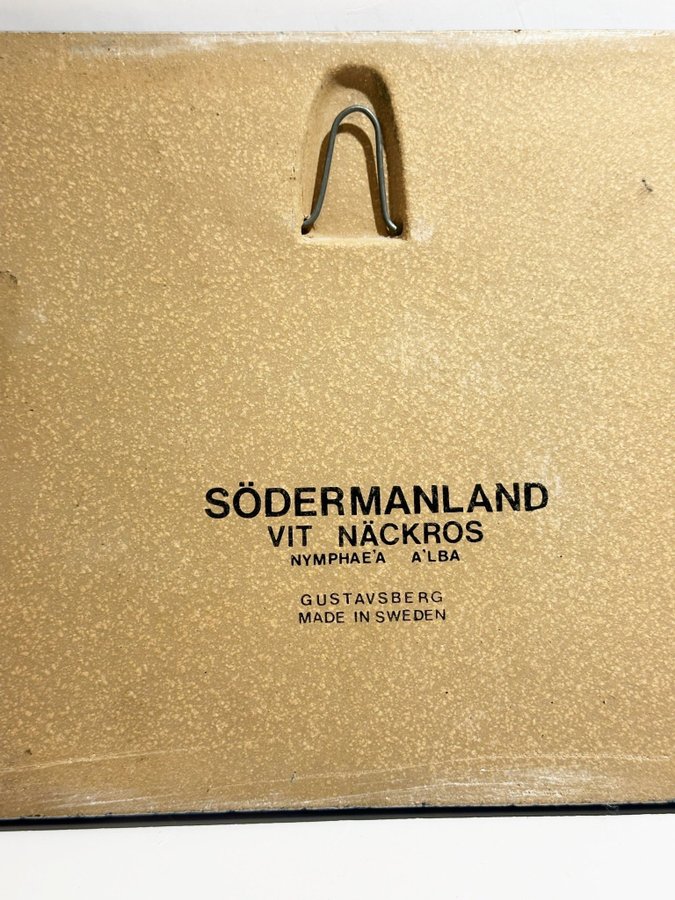 SÖDERMANLAND
VIT NÄCKROS
NYMPHAE'A A'LBA
GUSTAVSBERG
MADE IN SWEDEN